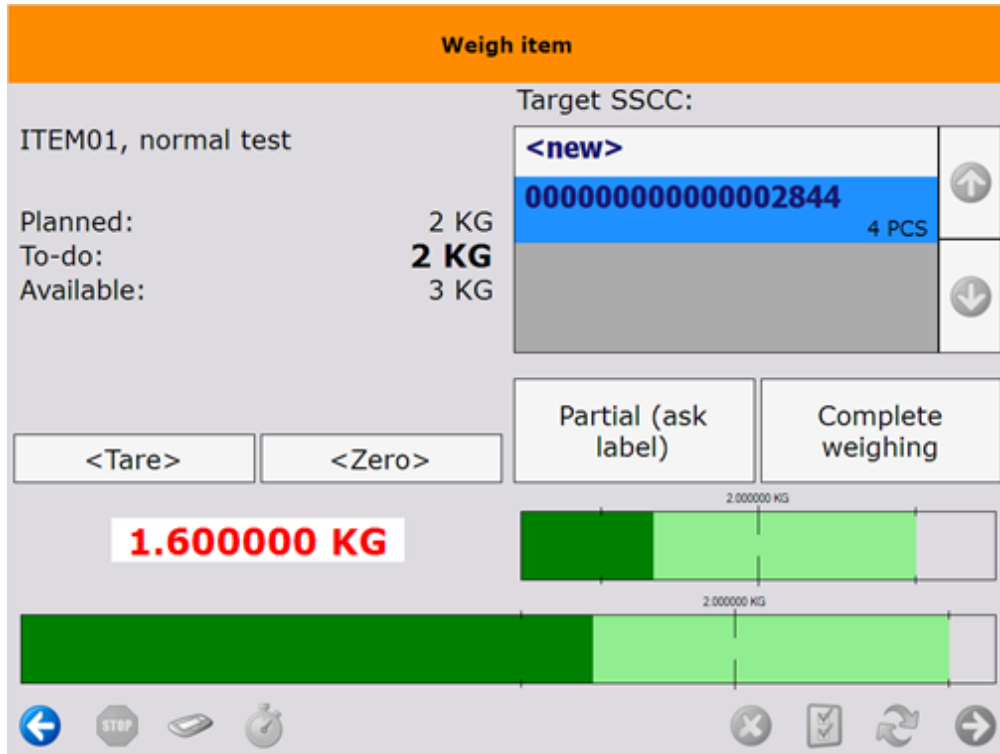 Weigh item
Target SSCC:
ITEM01, normal test
<new>
000000000000002844
4 PCS
Planned: 2 KG
To-do: 2 KG
Available: 3 KG
Partial (ask
label)
Complete
weighing
<Tare>
<Zero>
2.000000 KG
1.600000 KG
2.000000 KG
STOP